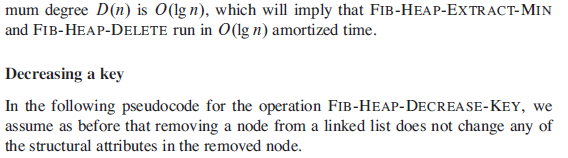 mum degree D(n) is O(lg n), which will imply that FIB-HEAP-EXTRACT-MIN
and FIB-HEAP-DELETE run in O(lg n) amortized time.
Decreasing a key
In the following pseudocode for the operation FIB-HEAP-DECREASE-KEY, we
assume as before that removing a node from a linked list does not change any of
the structural attributes in the removed node.